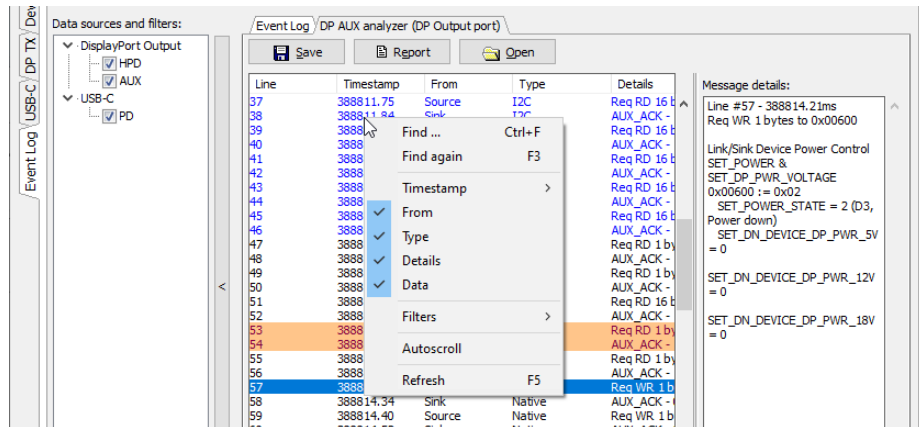 Dev
DP TX
USB-C
Event Log
Data sources and filters:
DisplayPort Output
HPD
AUX
USB-C
PD
<
Event Log
DP AUX analyzer (DP Output port)
Save
Report
Open
Line Timestamp From Type Details
37 388811.75 Source I2C Req RD 16 b
38 388811.84 Sink I2C AUX_ACK -
39 3888 Req RD 16 b
40 3888 AUX_ACK -
41 3888 Req RD 16 b
42 3888 AUX_ACK -
43 3888 Req RD 16 b
44 3888 AUX_ACK -
45 3888 Req RD 16 b
46 3888 AUX_ACK -
47 3888 Req RD 1 by
48 3888 AUX_ACK -
49 3888 Req RD 1 by
50 3888 AUX_ACK -
51 3888 Req RD 16 b
52 3888 AUX_ACK -
53 3888 Req RD 1 by
54 3888 AUX_ACK -
55 3888 Req RD 1 by
56 3888 AUX_ACK -
57 3888 Req WR 1 b
58 388814.34 Sink Native AUX_ACK -
59 388814.40 Source Native Req WR 1 b
Find ... Ctrl+F
Find again F3
Timestamp >
From
Type
Details
Data
Filters >
Autoscroll
Refresh F5
Message details:
Line #57 - 388814.21ms
Req WR 1 bytes to 0x00600
Link/Sink Device Power Control
SET_POWER &
SET_DP_PWR_VOLTAGE
0x00600 := 0x02
SET_POWER_STATE = 2 (D3,
Power down)
SET_DN_DEVICE_DP_PWR_5V
= 0
SET_DN_DEVICE_DP_PWR_12V
= 0
SET_DN_DEVICE_DP_PWR_18V
= 0